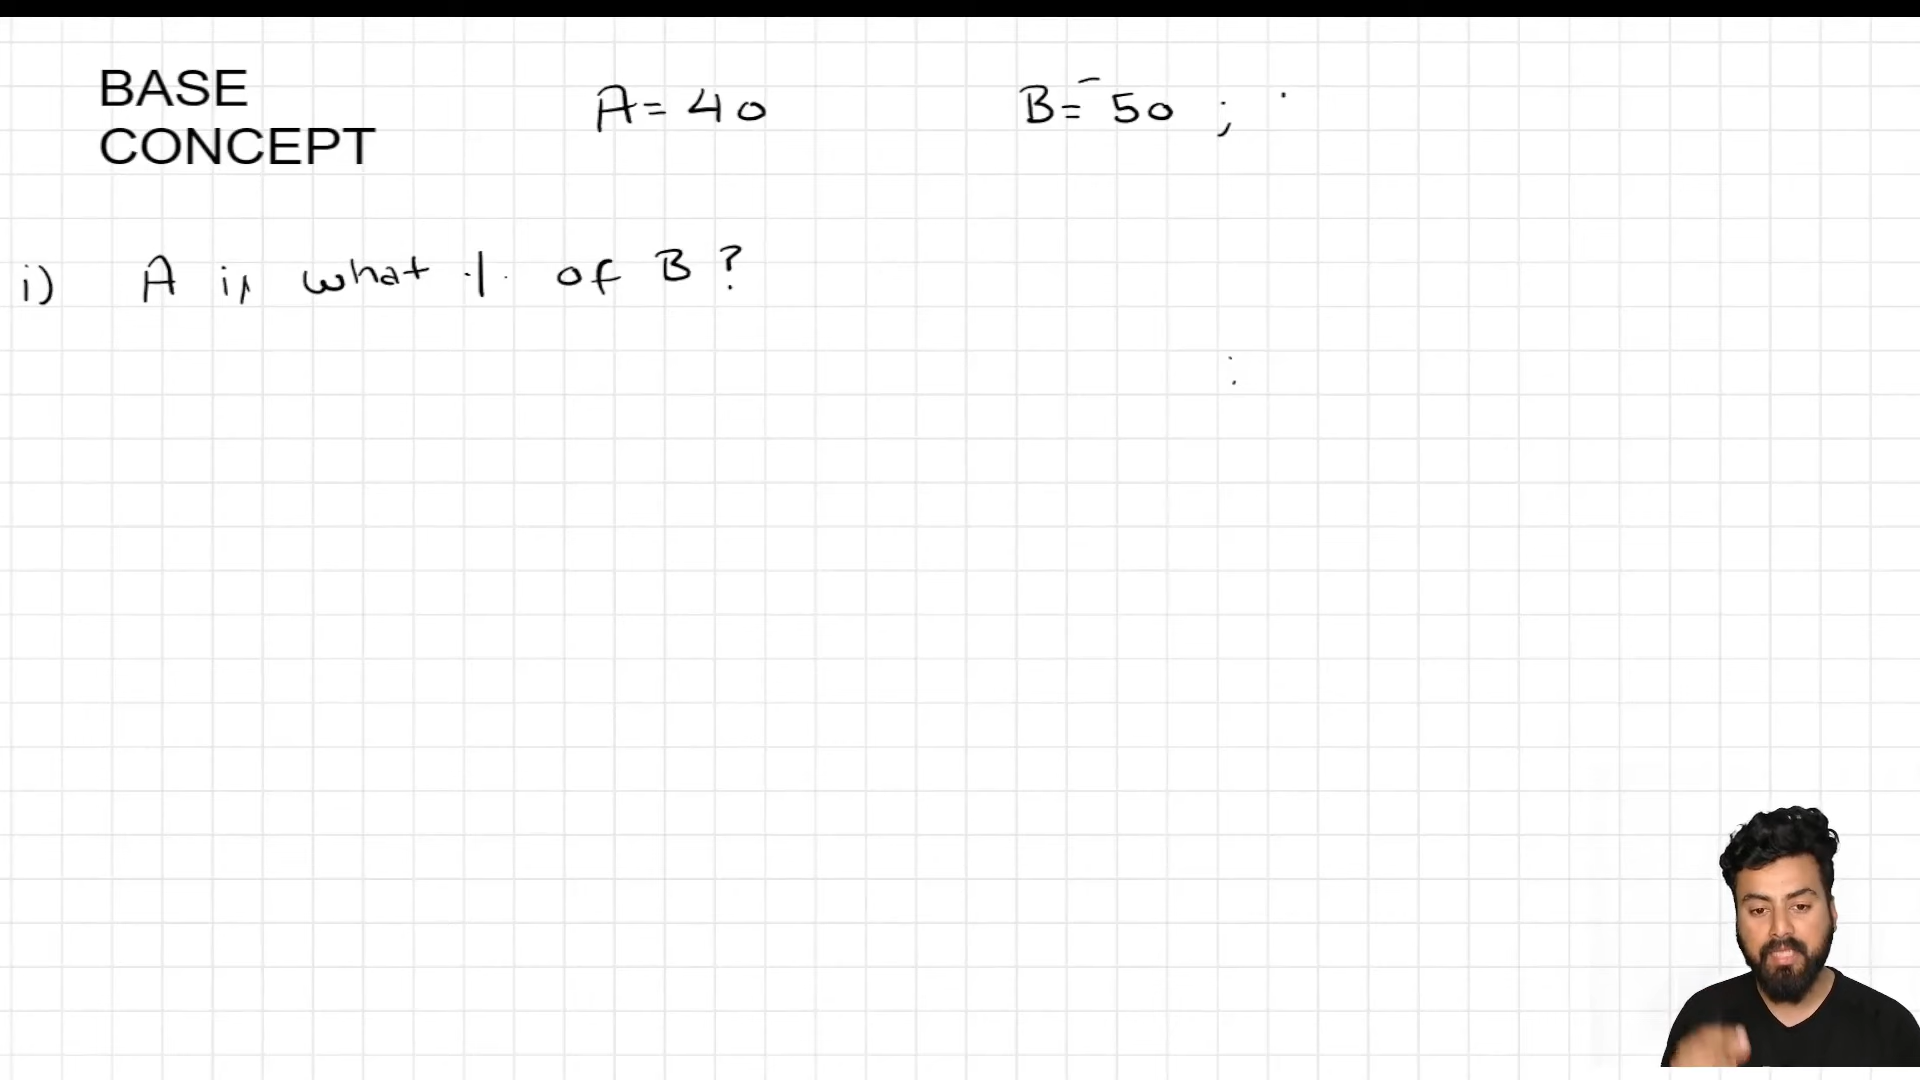 BASE
CONCEPT
A = 40 B = 50 ;
i) A is what % of B ?